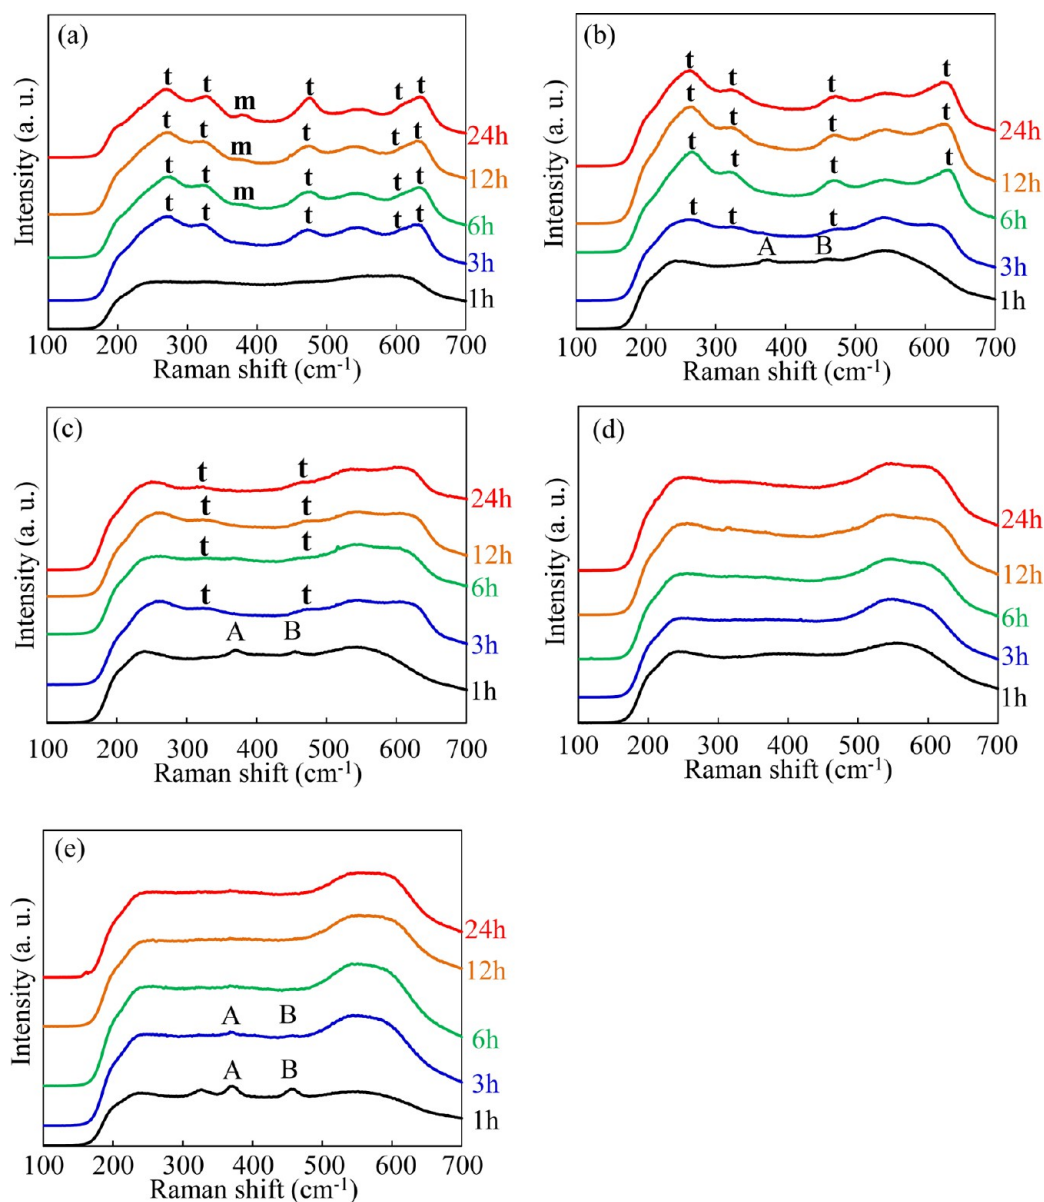 (a)
t
t
m
t
t
t
24h
t
t
m
t
t
t
12h
t
t
m
t
t
t
6h
t
t
t
t
t
3h
1h
Intensity (a. u.)
100 200 300 400 500 600 700
Raman shift (cm-1)
(b)
t
t
t
t
24h
t
t
t
t
12h
t
t
t
t
6h
t
t
t
3h
A
B
1h
Intensity (a. u.)
100 200 300 400 500 600 700
Raman shift (cm-1)
(c)
t
t
24h
t
t
12h
t
t
6h
t
t
3h
A
B
1h
Intensity (a. u.)
100 200 300 400 500 600 700
Raman shift (cm-1)
(d)
24h
12h
6h
3h
1h
Intensity (a. u.)
100 200 300 400 500 600 700
Raman shift (cm-1)
(e)
24h
12h
6h
A
B
3h
A
B
1h
Intensity (a. u.)
100 200 300 400 500 600 700
Raman shift (cm-1)